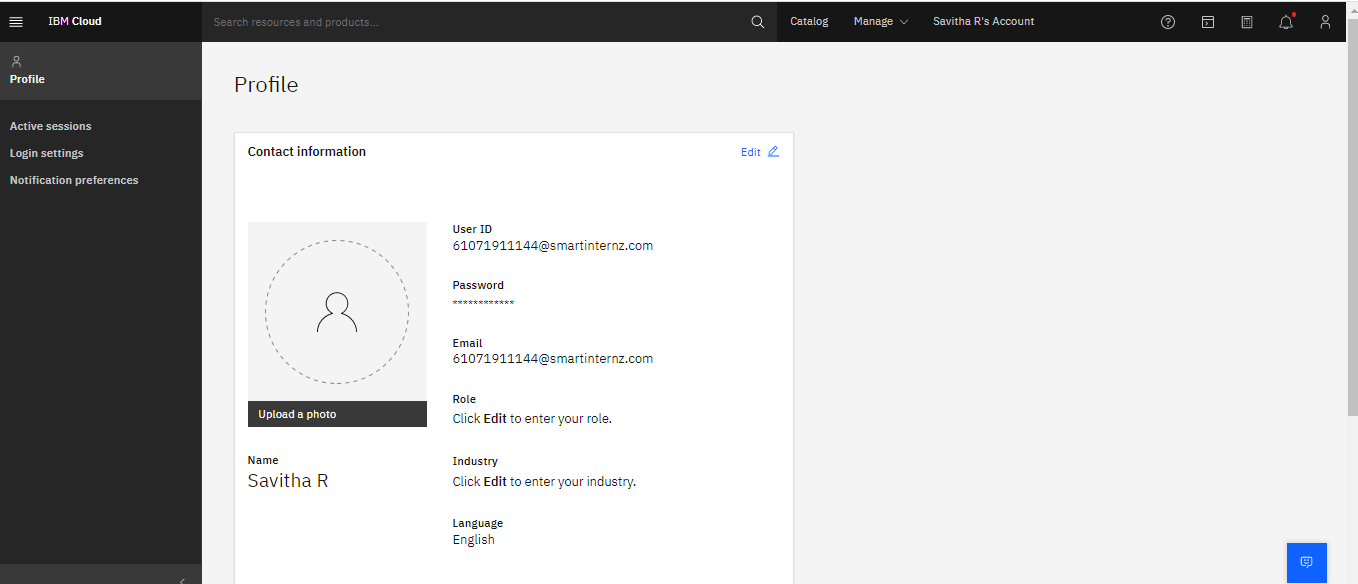 IBM Cloud
Search resources and products...
Catalog
Manage
Savitha R's Account
Profile
Active sessions
Login settings
Notification preferences
Profile
Contact information
Edit
Upload a photo
Name
Savitha R
User ID
61071911144@smartinternz.com
Password
************
Email
61071911144@smartinternz.com
Role
Click Edit to enter your role.
Industry
Click Edit to enter your industry.
Language
English